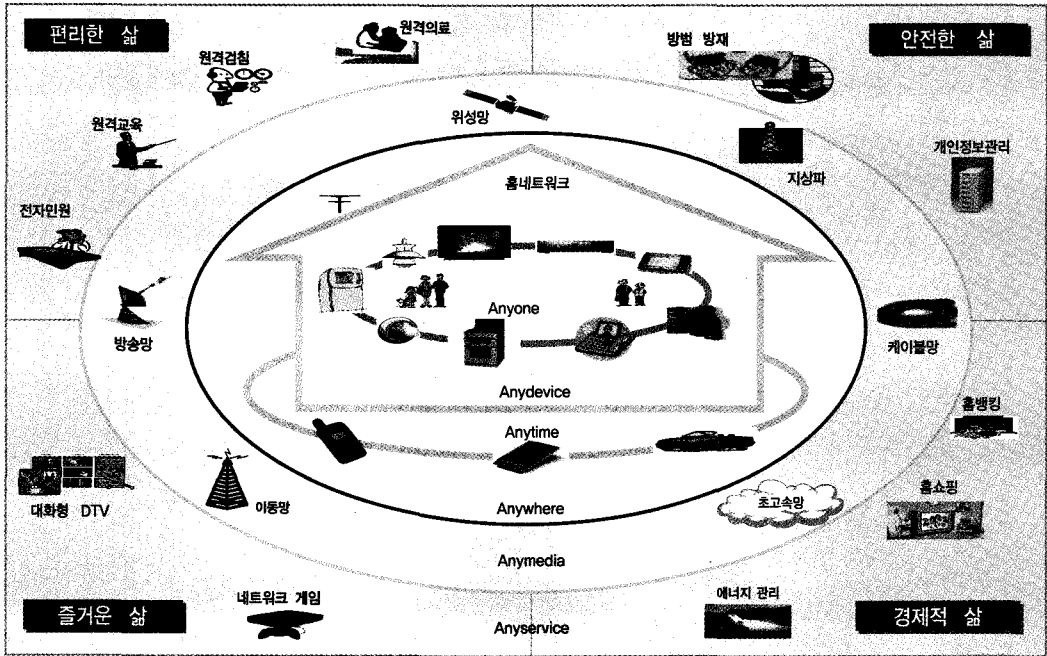 편리한 삶
원격의료
방범 방재
안전한 삶
원격검침
위성망
원격교육
지상파
개인정보관리
홈네트워크
전자민원
Anyone
방송망
케이블망
Anydevice
홈뱅킹
Anytime
대화형 DTV
이동망
Anywhere
초고속망
홈쇼핑
Anymedia
즐거운 삶
네트워크 게임
Anyservice
에너지 관리
경제적 삶